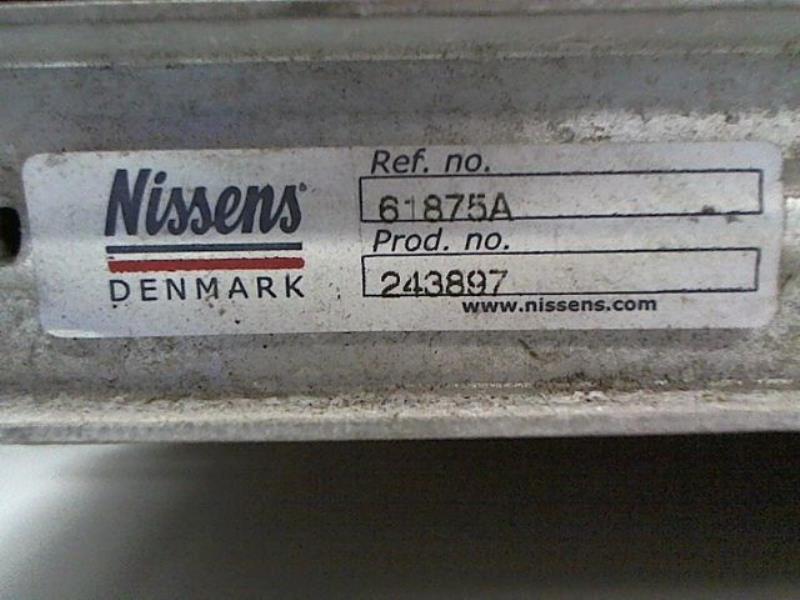 Nissens
DENMARK
Ref. no.
61875A
Prod. no.
243897
www.nissens.com